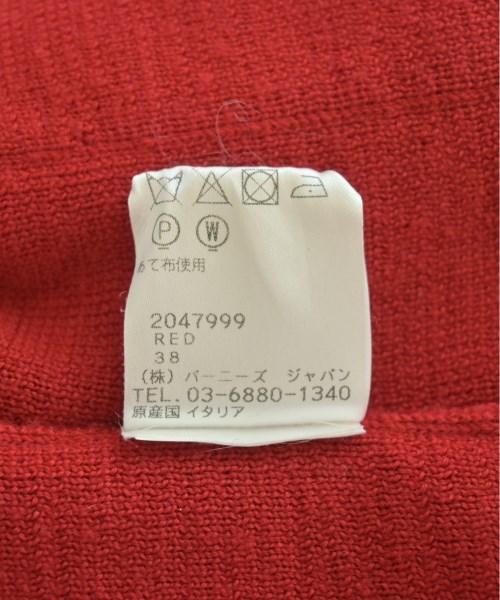 P W
あて布使用
2047999
RED
38
(株) バーニーズ ジャパン
TEL.03-6880-1340
原産国 イタリア